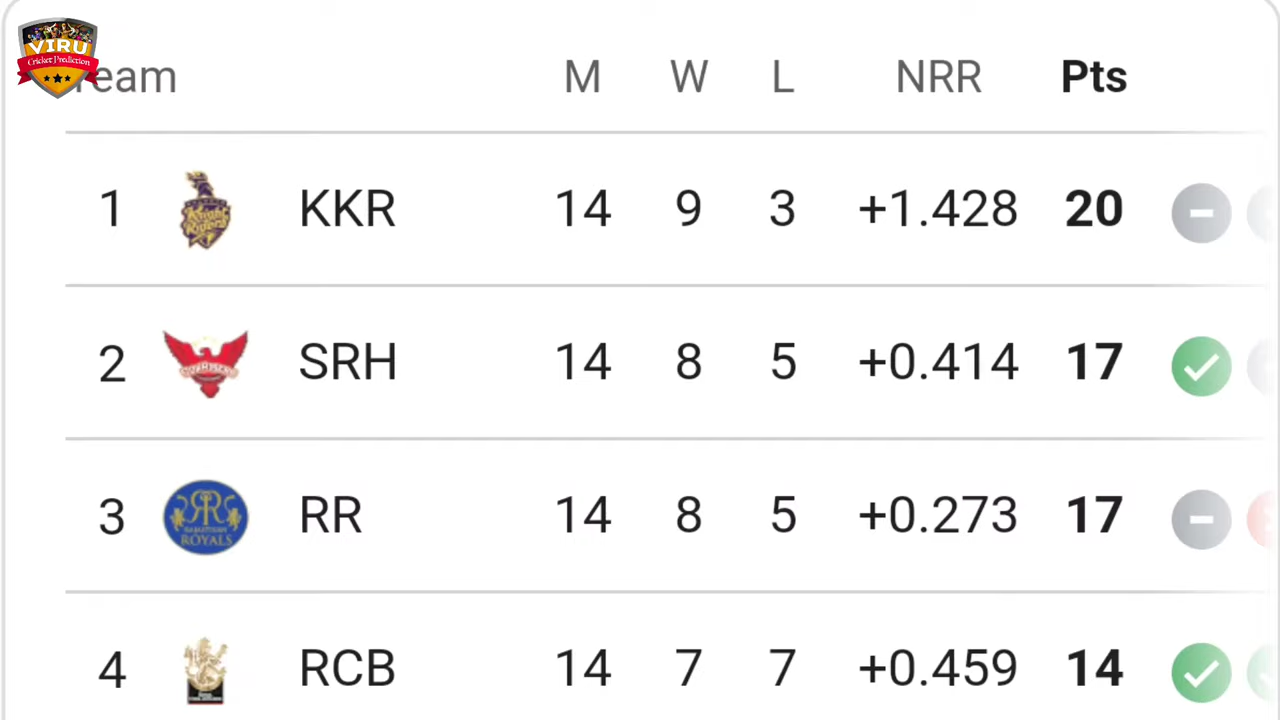 VIRU
Cricket Prediction
eam M W L NRR Pts
1 KKR 14 9 3 +1.428 20
2 SRH 14 8 5 +0.414 17
3 RR 14 8 5 +0.273 17
ROYALS
4 RCB 14 7 7 +0.459 14